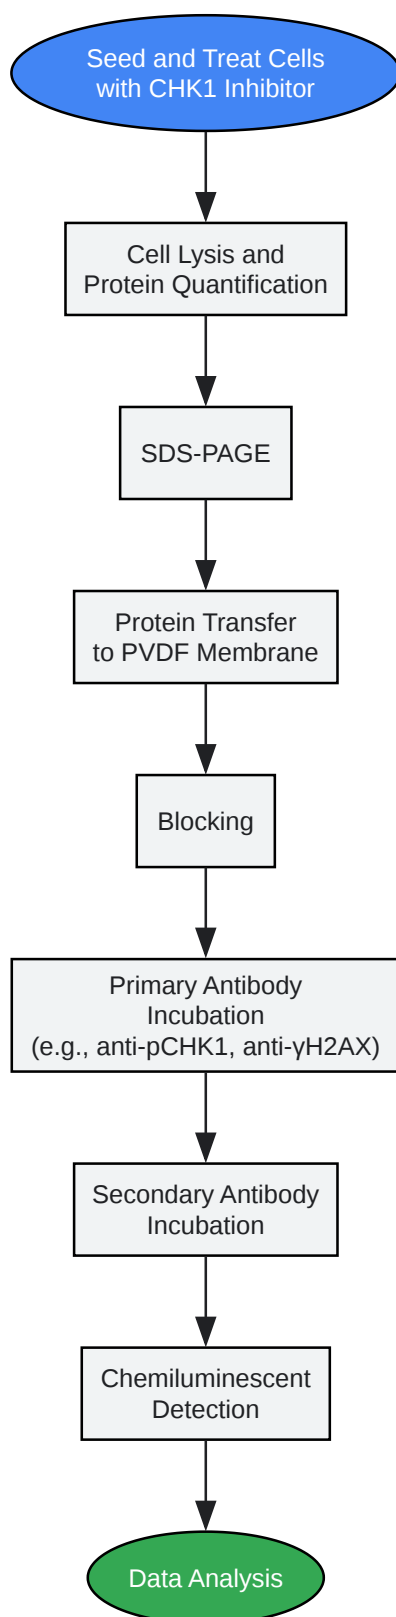 Seed and Treat Cells
with CHK1 Inhibitor
Cell Lysis and
Protein Quantification
SDS-PAGE
Protein Transfer
to PVDF Membrane
Blocking
Primary Antibody
Incubation
(e.g., anti-pCHK1, anti-γH2AX)
Secondary Antibody
Incubation
Chemiluminescent
Detection
Data Analysis